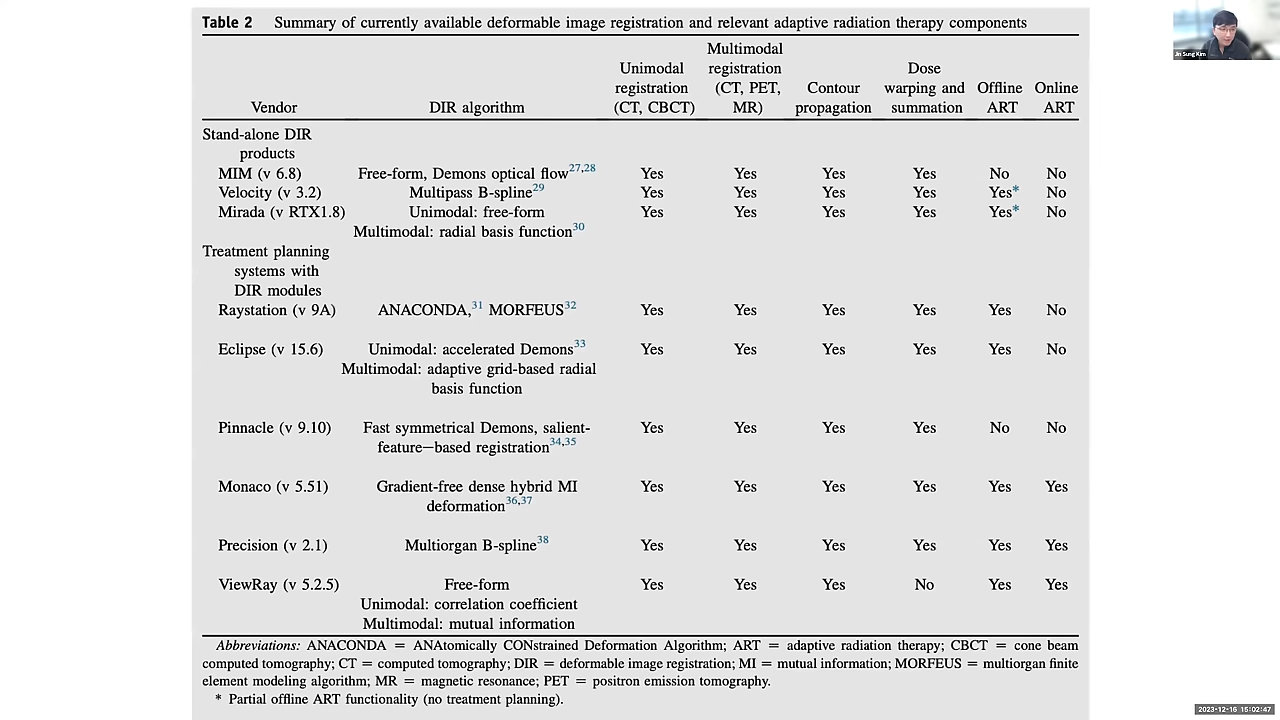 Table 2 Summary of currently available deformable image registration and relevant adaptive radiation therapy components
Vendor DIR algorithm Unimodal registration (CT, CBCT) Multimodal registration (CT, PET, MR) Contour propagation Dose warping and summation Offline ART Online ART
Stand-alone DIR
products
MIM (v 6.8) Free-form, Demons optical flow27,28 Yes Yes Yes Yes No No
Velocity (v 3.2) Multipass B-spline29 Yes Yes Yes Yes Yes* No
Mirada (v RTX1.8) Unimodal: free-form Yes Yes Yes Yes Yes* No
Multimodal: radial basis function30
Treatment planning
systems with
DIR modules
Raystation (v 9A) ANACONDA,31 MORFEUS32 Yes Yes Yes Yes Yes No
Eclipse (v 15.6) Unimodal: accelerated Demons33 Yes Yes Yes Yes Yes No
Multimodal: adaptive grid-based radial
basis function
Pinnacle (v 9.10) Fast symmetrical Demons, salient- Yes Yes Yes Yes No No
feature—based registration34,35
Monaco (v 5.51) Gradient-free dense hybrid MI Yes Yes Yes Yes Yes Yes
deformation36,37
Precision (v 2.1) Multiorgan B-spline38 Yes Yes Yes Yes Yes Yes
ViewRay (v 5.2.5) Free-form Yes Yes Yes No Yes Yes
Unimodal: correlation coefficient
Multimodal: mutual information
Abbreviations: ANACONDA = ANAtomically CONstrained Deformation Algorithm; ART = adaptive radiation therapy; CBCT = cone beam
computed tomography; CT = computed tomography; DIR = deformable image registration; MI = mutual information; MORFEUS = multiorgan finite
element modeling algorithm; MR = magnetic resonance; PET = positron emission tomography.
* Partial offline ART functionality (no treatment planning).
Jin Sung Kim
2023-12-16 15:02:47